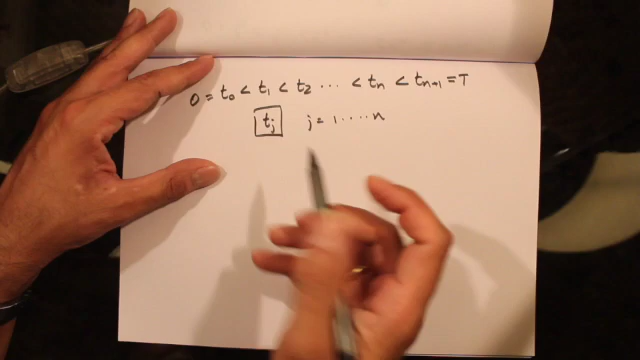 0 = t₀ < t₁ < t₂ ... < tₙ < tₙ₊₁ = T
tⱼ j = 1 .... n